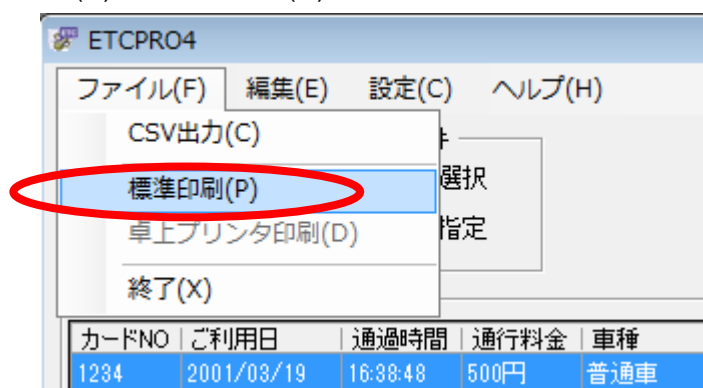 ETCPRO4
ファイル(F) 編集(E) 設定(C) ヘルプ(H)
CSV出力(C)
標準印刷(P)
選択
卓上プリンタ印刷(D)
指定
終了(X)
カードNO ご利用日 通過時間 通行料金 車種
1234 2001/03/19 16:38:48 500円 普通車